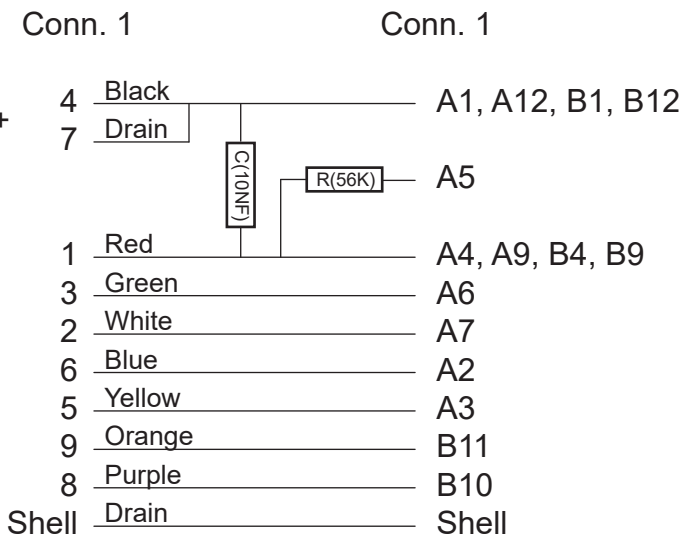 Conn. 1 Conn. 1
4 Black A1, A12, B1, B12
+
7 Drain
C(10NF)
R(56K) A5
1 Red A4, A9, B4, B9
3 Green A6
2 White A7
6 Blue A2
5 Yellow A3
9 Orange B11
8 Purple B10
Shell Drain Shell